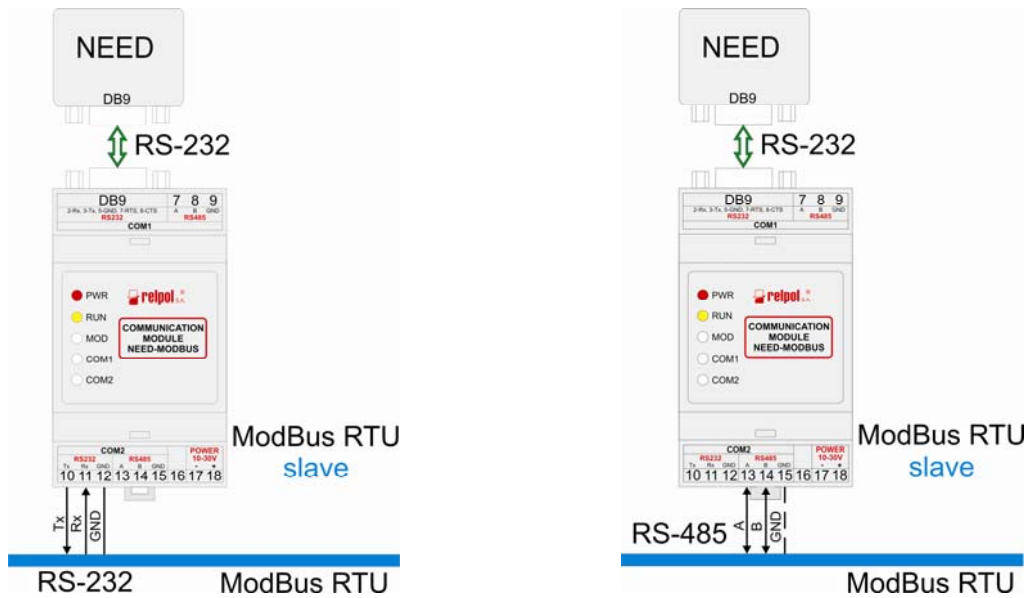 NEED
DB9
RS-232
DB9 7 8 9
2-Rx, 3-Tx, 5-GND, 7-RTS, 8-CTS A B GND
RS232 RS485
COM1
PWR relpol ® S.A.
RUN
MOD
COM1
COM2
COMMUNICATION
MODULE
NEED-MODBUS
ModBus RTU
slave
COM2 POWER
RS232 RS485 10-30V
Tx Rx GND A B GND - +
10 11 12 13 14 15 16 17 18
Tx
Rx
GND
RS-232 ModBus RTU
NEED
DB9
RS-232
DB9 7 8 9
2-Rx, 3-Tx, 5-GND, 7-RTS, 8-CTS A B GND
RS232 RS485
COM1
PWR relpol ® S.A.
RUN
MOD
COM1
COM2
COMMUNICATION
MODULE
NEED-MODBUS
ModBus RTU
slave
COM2 POWER
RS232 RS485 10-30V
Tx Rx GND A B GND - +
10 11 12 13 14 15 16 17 18
RS-485
A
B
GND
ModBus RTU